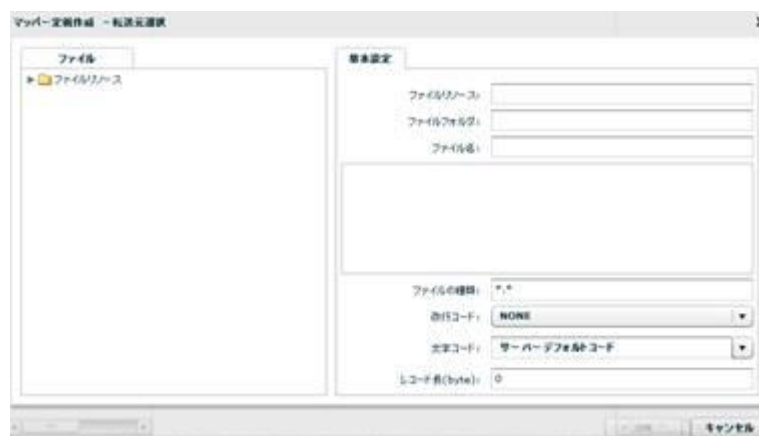 マッパー定義作成 - 転送元選択
ファイル
ファイルリソース
基本設定
ファイルリソース:
ファイルフォルダ:
ファイル名:
ファイルの種類: *.*
改行コード: NONE
文字コード: サーバーデフォルトコード
レコード長(byte): 0
キャンセル